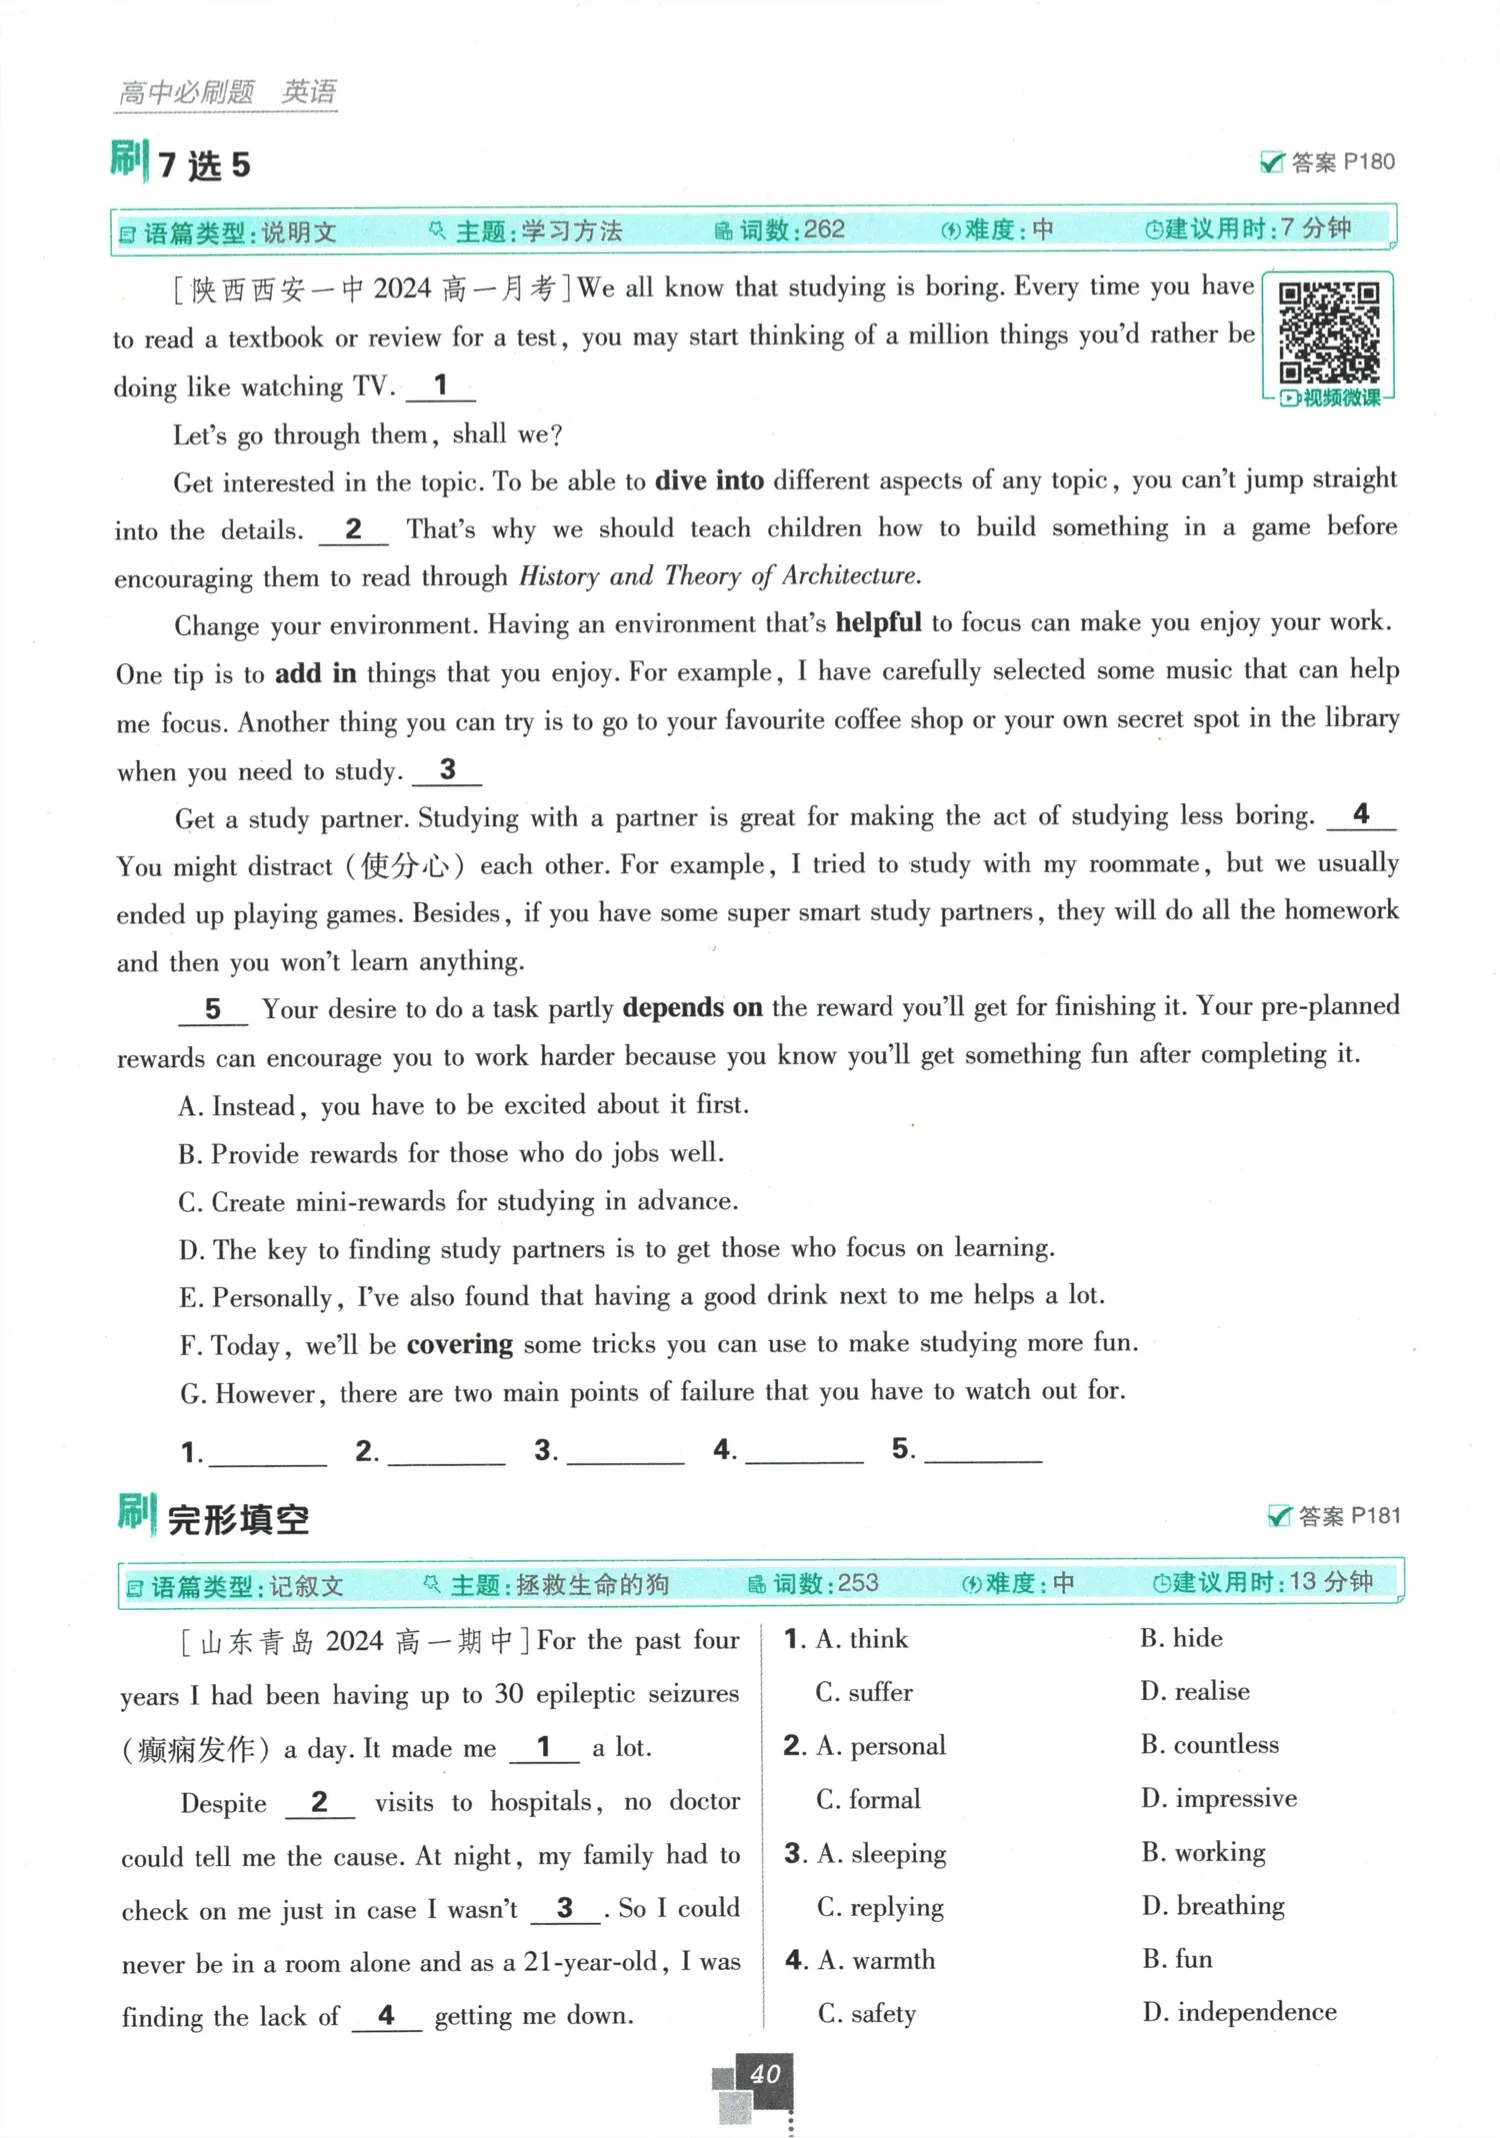 高中必刷题 英语
刷 7 选 5
答案 P180
语篇类型:说明文 主题:学习方法 词数:262 难度:中 建议用时:7 分钟
[陕西西安一中 2024 高一月考]We all know that studying is boring. Every time you have
to read a textbook or review for a test, you may start thinking of a million things you'd rather be
doing like watching TV. 1
视频微课
Let's go through them, shall we?
Get interested in the topic. To be able to dive into different aspects of any topic, you can't jump straight
into the details. 2 That's why we should teach children how to build something in a game before
encouraging them to read through History and Theory of Architecture.
Change your environment. Having an environment that's helpful to focus can make you enjoy your work.
One tip is to add in things that you enjoy. For example, I have carefully selected some music that can help
me focus. Another thing you can try is to go to your favourite coffee shop or your own secret spot in the library
when you need to study. 3
Get a study partner. Studying with a partner is great for making the act of studying less boring. 4
You might distract (使分心) each other. For example, I tried to study with my roommate, but we usually
ended up playing games. Besides, if you have some super smart study partners, they will do all the homework
and then you won't learn anything.
5 Your desire to do a task partly depends on the reward you'll get for finishing it. Your pre-planned
rewards can encourage you to work harder because you know you'll get something fun after completing it.
A. Instead, you have to be excited about it first.
B. Provide rewards for those who do jobs well.
C. Create mini-rewards for studying in advance.
D. The key to finding study partners is to get those who focus on learning.
E. Personally, I've also found that having a good drink next to me helps a lot.
F. Today, we'll be covering some tricks you can use to make studying more fun.
G. However, there are two main points of failure that you have to watch out for.
1. 2. 3. 4. 5.
刷 完形填空
答案 P181
语篇类型:记叙文 主题:拯救生命的狗 词数:253 难度:中 建议用时:13 分钟
[山东青岛 2024 高一期中]For the past four
years I had been having up to 30 epileptic seizures
(癫痫发作) a day. It made me 1 a lot.
Despite 2 visits to hospitals, no doctor
could tell me the cause. At night, my family had to
check on me just in case I wasn't 3. So I could
never be in a room alone and as a 21-year-old, I was
finding the lack of 4 getting me down.
1. A. think B. hide
C. suffer D. realise
2. A. personal B. countless
C. formal D. impressive
3. A. sleeping B. working
C. replying D. breathing
4. A. warmth B. fun
C. safety D. independence
40